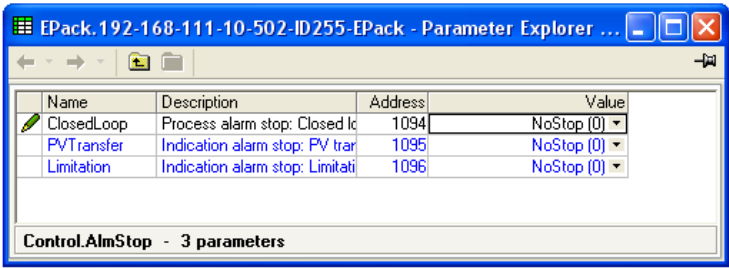 EPack.192-168-111-10-502-ID255-EPack - Parameter Explorer ...
Name Description Address Value
ClosedLoop Process alarm stop: Closed lo 1094 NoStop (0)
PVTransfer Indication alarm stop: PV tran 1095 NoStop (0)
Limitation Indication alarm stop: Limitati 1096 NoStop (0)
Control.AlmStop - 3 parameters